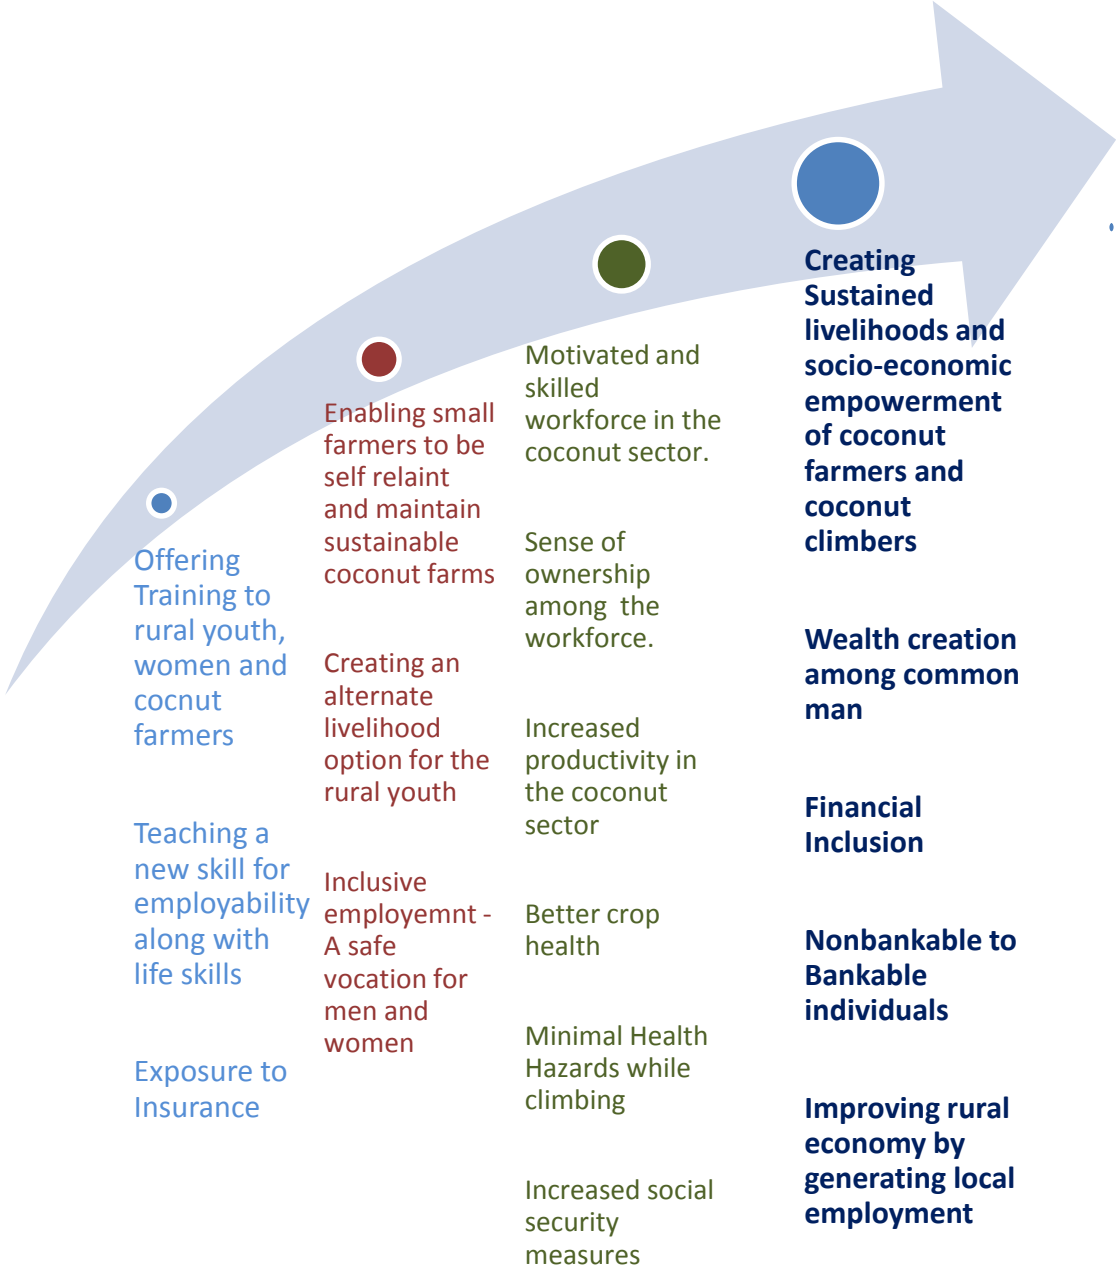 Offering
Training to
rural youth,
women and
cocnut
farmers
Teaching a
new skill for
employability
along with
life skills
Exposure to
Insurance
Enabling small
farmers to be
self relaint
and maintain
sustainable
coconut farms
Creating an
alternate
livelihood
option for the
rural youth
Inclusive
employemnt -
A safe
vocation for
men and
women
Motivated and
skilled
workforce in the
coconut sector.
Sense of
ownership
among  the
workforce.
Increased
productivity in
the coconut
sector
Better crop
health
Minimal Health
Hazards while
climbing
Increased social
security
measures
Creating
Sustained
livelihoods and
socio-economic
empowerment
of coconut
farmers and
coconut
climbers
Wealth creation
among common
man
Financial
Inclusion
Nonbankable to
Bankable
individuals
Improving rural
economy by
generating local
employment